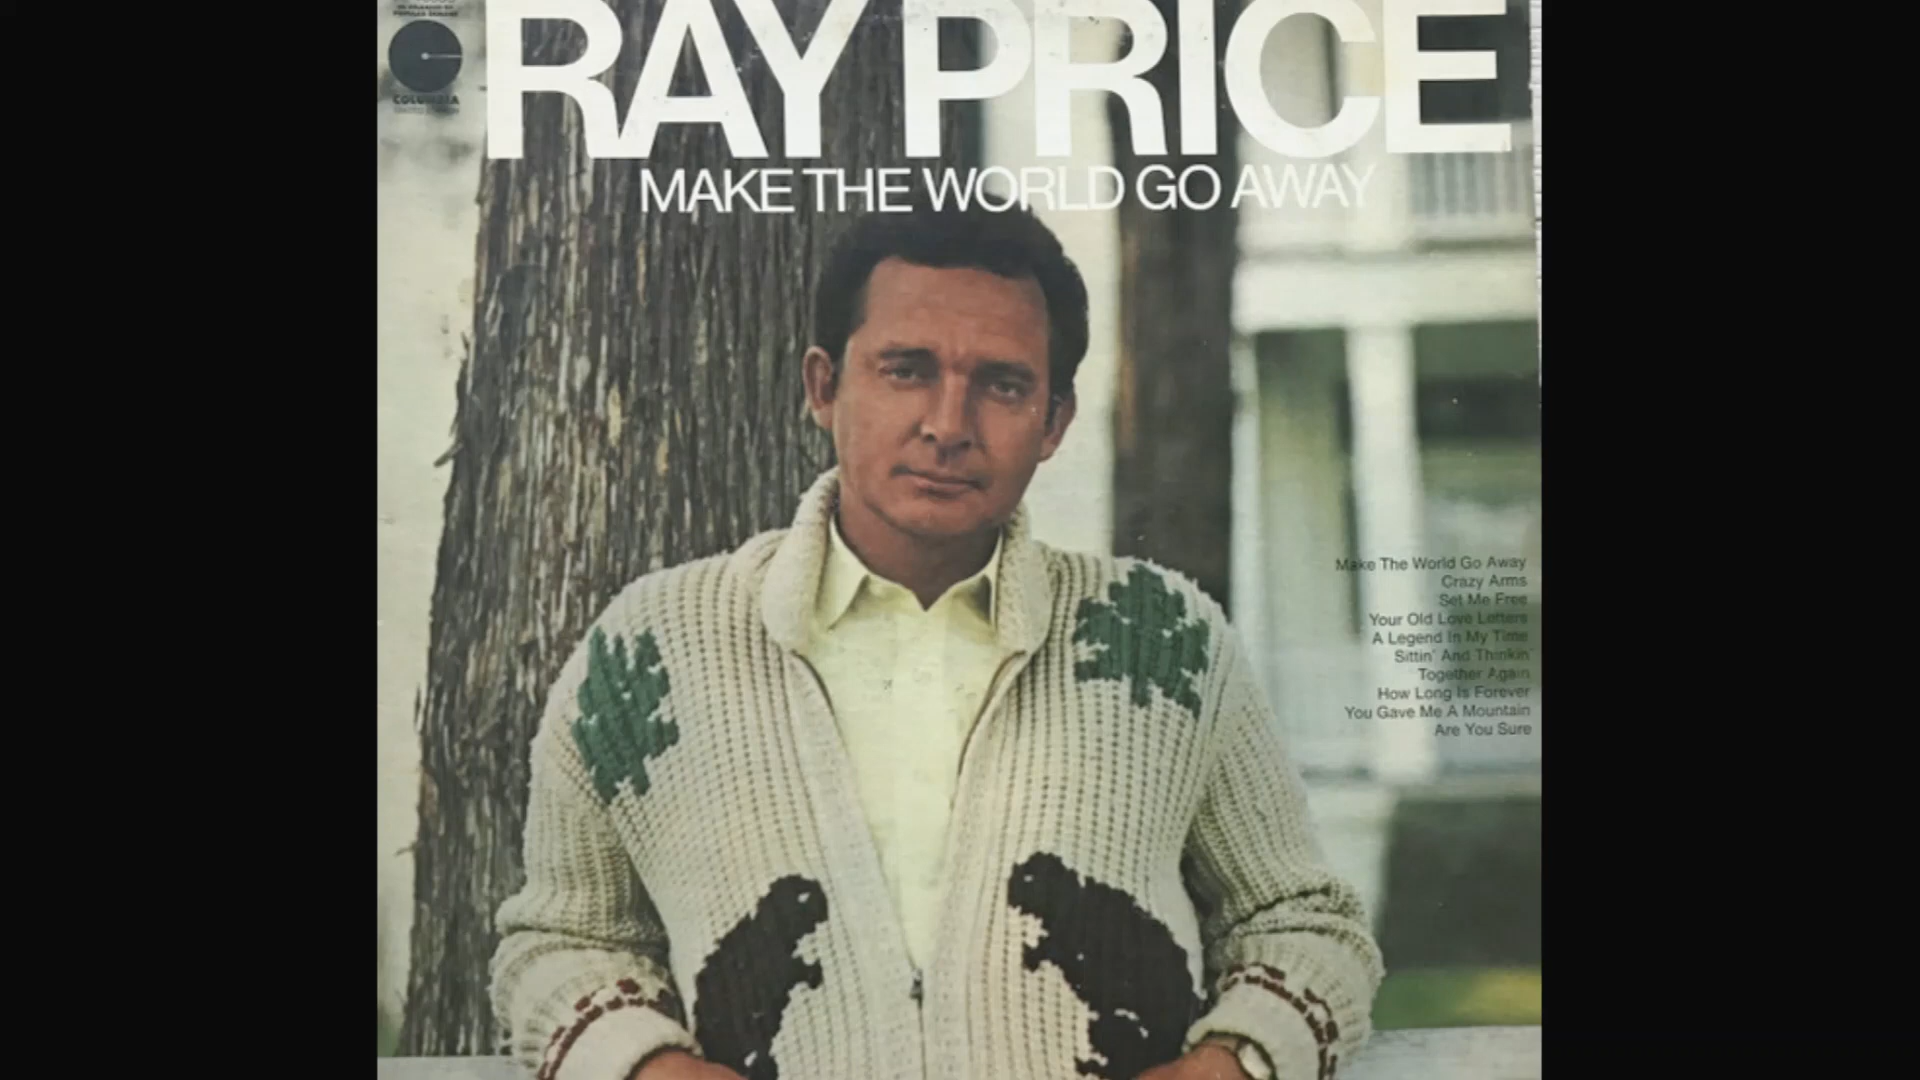 RAY PRICE
MAKE THE WORLD GO AWAY
COLUMBIA
Make The World Go Away
Crazy Arms
Set Me Free
Your Old Love Letters
A Legend In My Time
Sittin' And Thinkin'
Together Again
How Long Is Forever
You Gave Me A Mountain
Are You Sure